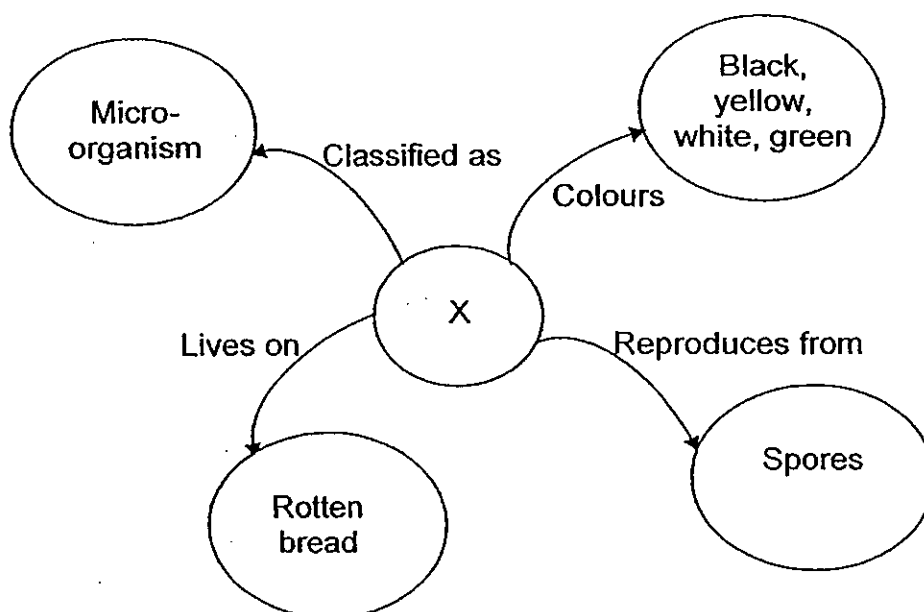 Micro-
organism
Black,
yellow,
white, green
Classified as
Colours
X
Lives on
Reproduces from
Rotten
bread
Spores